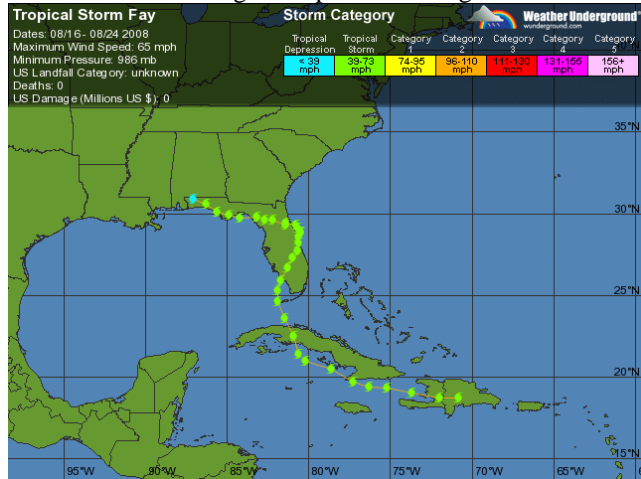 Tropical Storm Fay
Dates: 08/16 - 08/24 2008
Maximum Wind Speed: 65 mph
Minimum Pressure: 986 mb
US Landfall Category: unknown
Deaths: 0
US Damage (Millions US $): 0
Storm Category
Weather Underground®
wunderground.com
Tropical Depression
Tropical Storm
Category 1
Category 2
Category 3
Category 4
Category 5
< 39 mph
39-73 mph
74-95 mph
96-110 mph
111-130 mph
131-155 mph
156+ mph
35°N
30°N
25°N
20°N
15°N
95°W
90°W
85°W
80°W
75°W
70°W
65°W